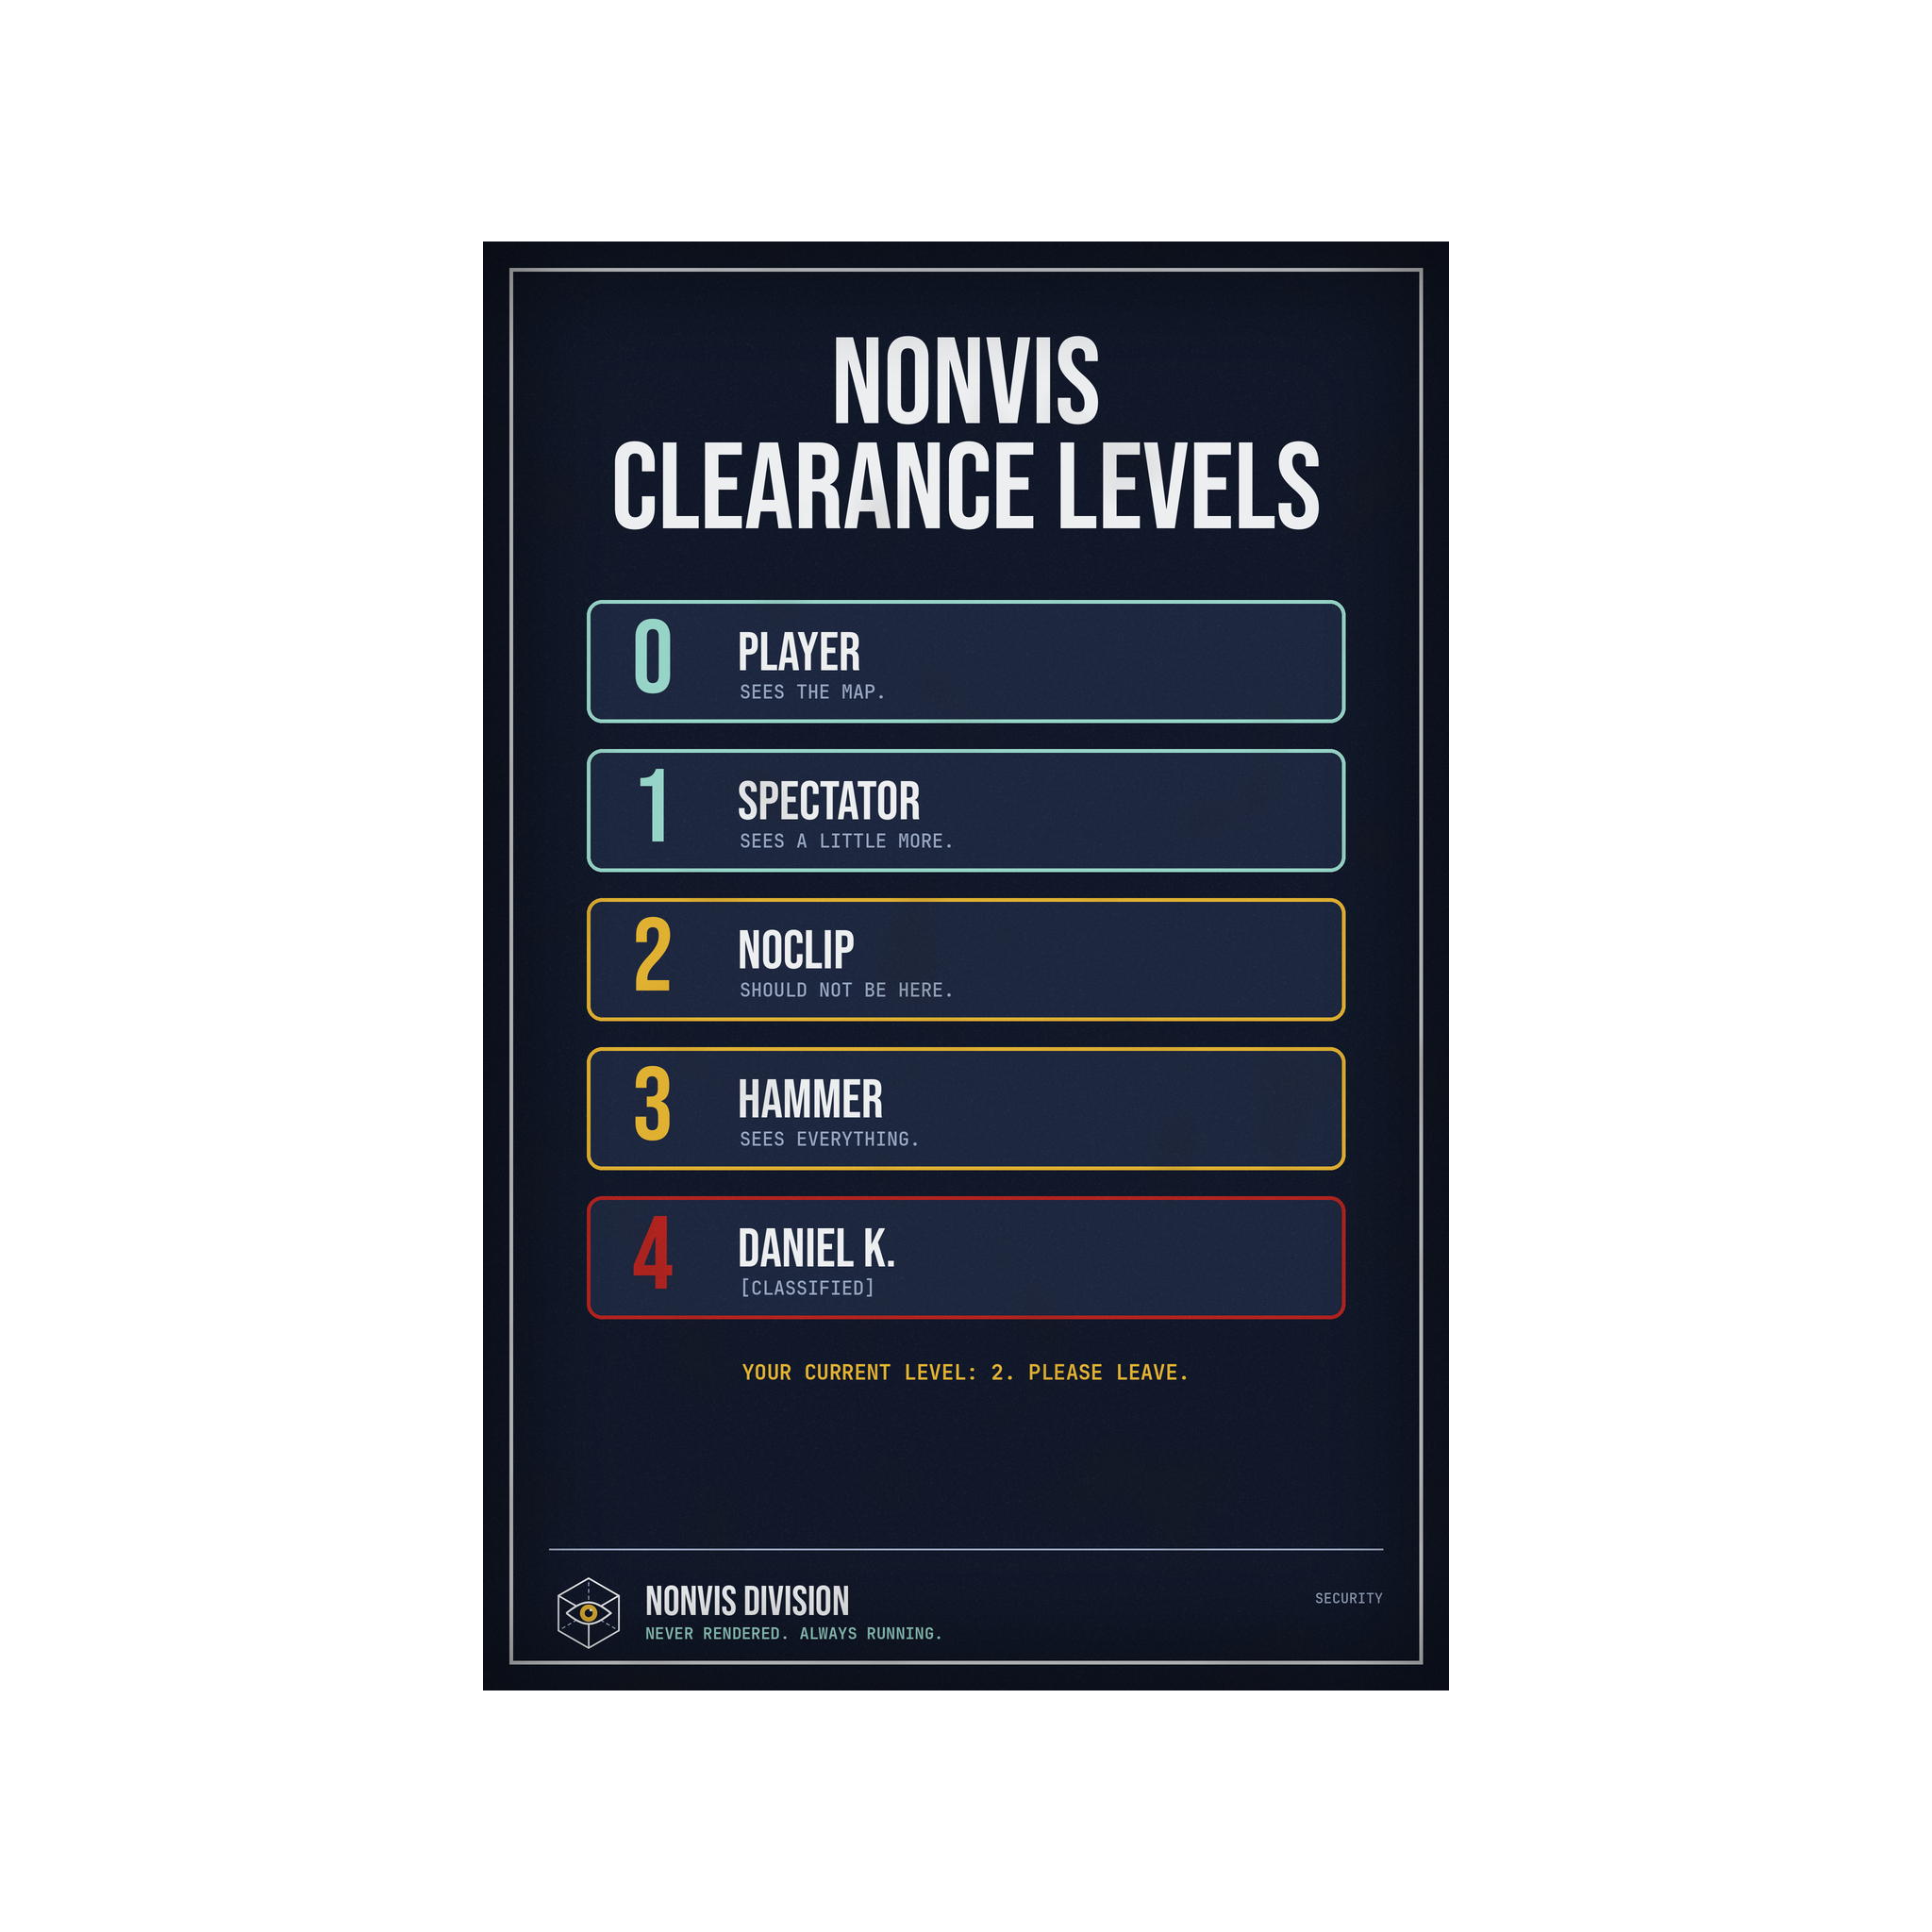 NONVIS
CLEARANCE LEVELS
0
PLAYER
SEES THE MAP.
1
SPECTATOR
SEES A LITTLE MORE.
2
NOCLIP
SHOULD NOT BE HERE.
3
HAMMER
SEES EVERYTHING.
4
DANIEL K.
[CLASSIFIED]
YOUR CURRENT LEVEL: 2. PLEASE LEAVE.
NONVIS DIVISION
NEVER RENDERED. ALWAYS RUNNING.
SECURITY